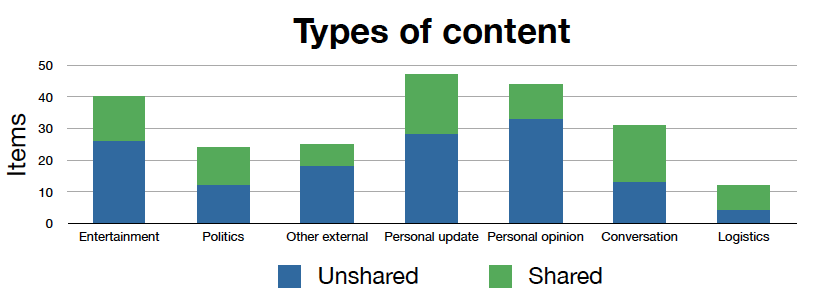 Types of content
Items
50
40
30
20
10
0
Entertainment Politics Other external Personal update Personal opinion Conversation Logistics
Unshared Shared